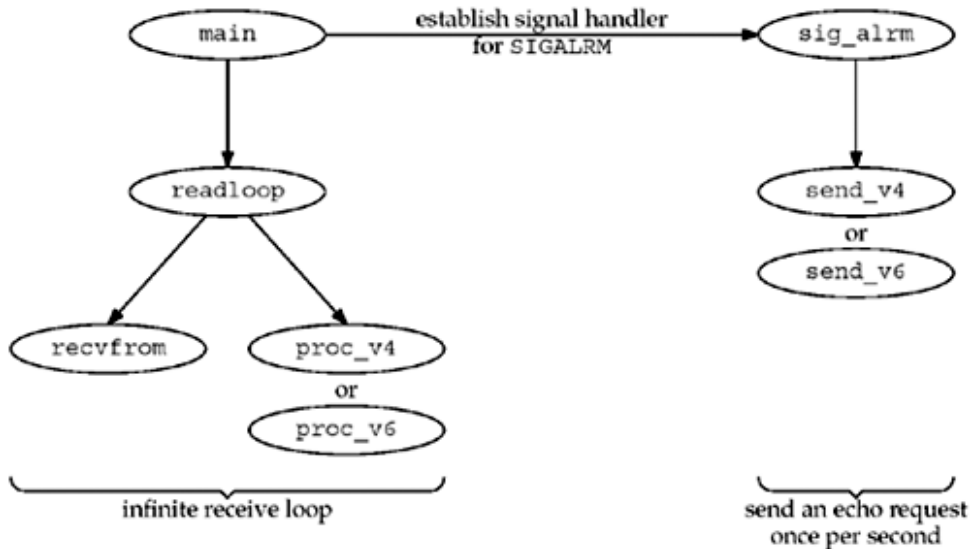 main
establish signal handler
for SIGALRM
sig_alrm
readloop
send_v4
or
send_v6
recvfrom
proc_v4
or
proc_v6
infinite receive loop
send an echo request
once per second